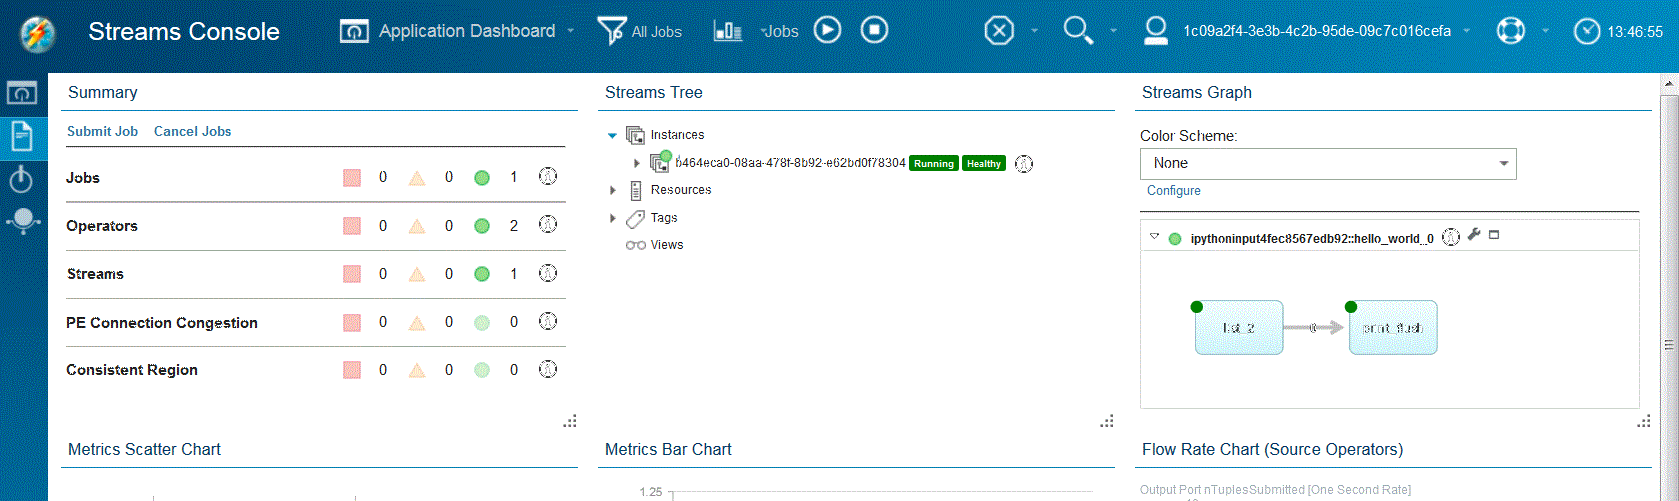 Streams Console
Application Dashboard
All Jobs
Jobs
1c09a2f4-3e3b-4c2b-95de-09c7c016cefa
13:46:55
Summary
Submit Job Cancel Jobs
Jobs 0 0 1
Operators 0 0 2
Streams 0 0 1
PE Connection Congestion 0 0 0
Consistent Region 0 0 0
Streams Tree
Instances
b464eca0-08aa-478f-8b92-e62bd0f78304 Running Healthy
Resources
Tags
Views
Streams Graph
Color Scheme:
None
Configure
ipythoninput4fec8567edb92::hello_world_0
list_2
print_flush
Metrics Scatter Chart
Metrics Bar Chart
1.25
Flow Rate Chart (Source Operators)
Output Port nTuplesSubmitted [One Second Rate]